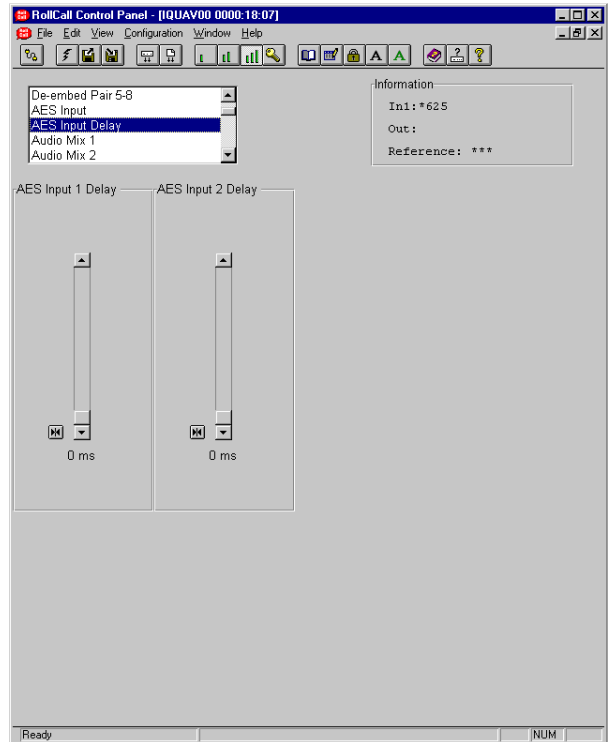 RollCall Control Panel - [IQUAV00 0000:18:07]
File Edit View Configuration Window Help
A A ?  ?
De-embed Pair 5-8
AES Input
AES Input Delay
Audio Mix 1
Audio Mix 2
Information
In1:*625
Out:
Reference: ***
AES Input 1 Delay
AES Input 2 Delay
0 ms
0 ms
Ready
NUM